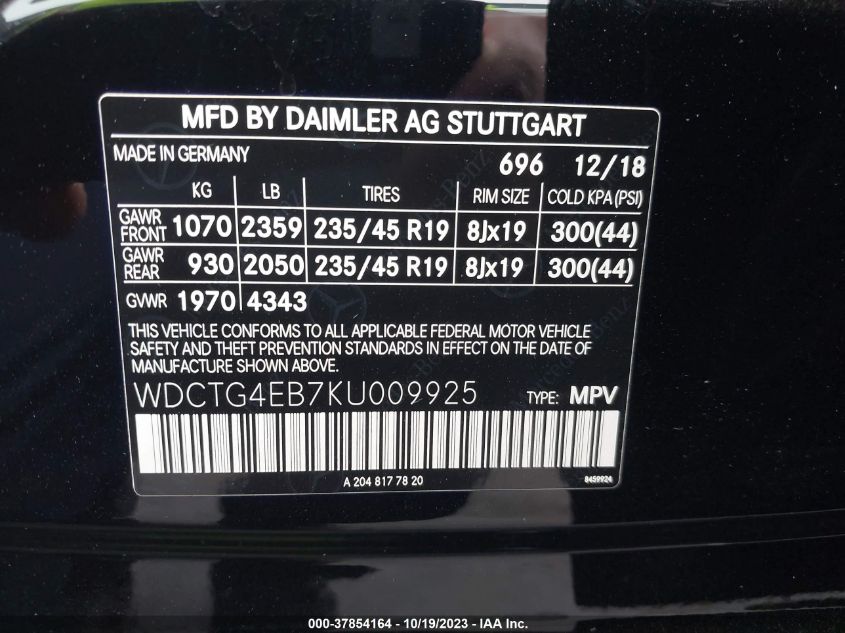 MFD BY DAIMLER AG STUTTGART
MADE IN GERMANY 696 12/18
KG LB TIRES RIM SIZE COLD KPA (PSI)
GAWR FRONT 1070 2359 235/45 R19 8Jx19 300(44)
GAWR REAR 930 2050 235/45 R19 8Jx19 300(44)
GVWR 1970 4343
THIS VEHICLE CONFORMS TO ALL APPLICABLE FEDERAL MOTOR VEHICLE
SAFETY AND THEFT PREVENTION STANDARDS IN EFFECT ON THE DATE OF
MANUFACTURE SHOWN ABOVE.
WDCTG4EB7KU009925 TYPE: MPV
A 204 817 78 20 8459924
000-37854164 - 10/19/2023 - IAA Inc.